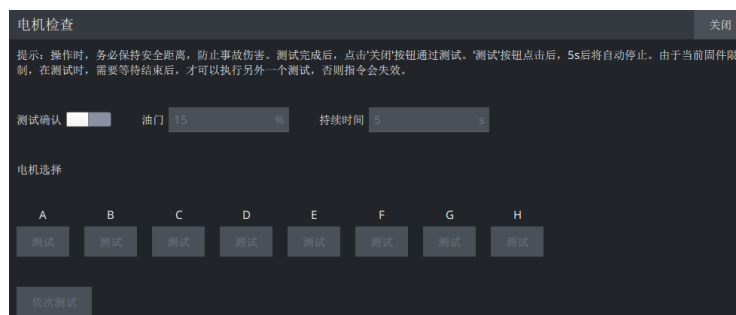 电机检查 关闭
提示：操作时，务必保持安全距离，防止事故伤害。测试完成后，点击'关闭'按钮通过测试。'测试'按钮点击后，5s后将自动停止。由于当前固件限
制，在测试时，需要等待结束后，才可以执行另外一个测试，否则指令会失效。
测试确认 油门 15 % 持续时间 5 s
电机选择
A B C D E F G H
测试 测试 测试 测试 测试 测试 测试 测试
依次测试